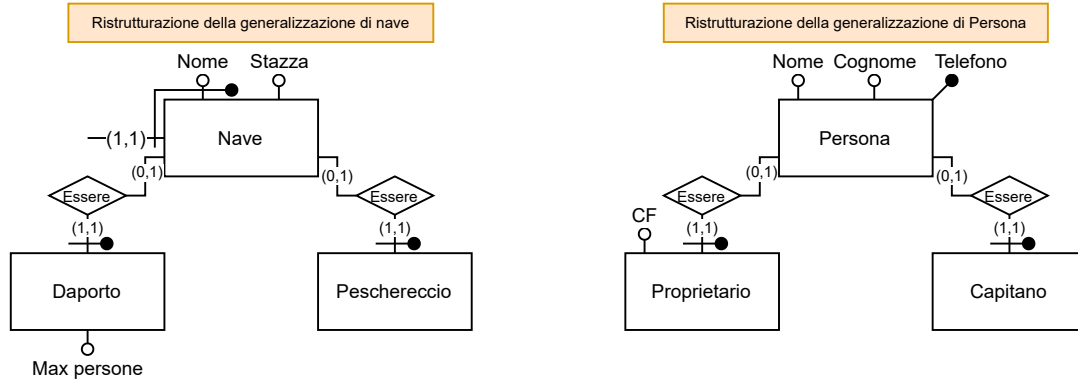 Ristrutturazione della generalizzazione di nave
Nome Stazza
(1,1)
Nave
(0,1)
(0,1)
Essere
Essere
(1,1)
(1,1)
Daporto
Peschereccio
Max persone
Ristrutturazione della generalizzazione di Persona
Nome Cognome Telefono
Persona
(0,1)
(0,1)
Essere
Essere
CF
(1,1)
(1,1)
Proprietario
Capitano